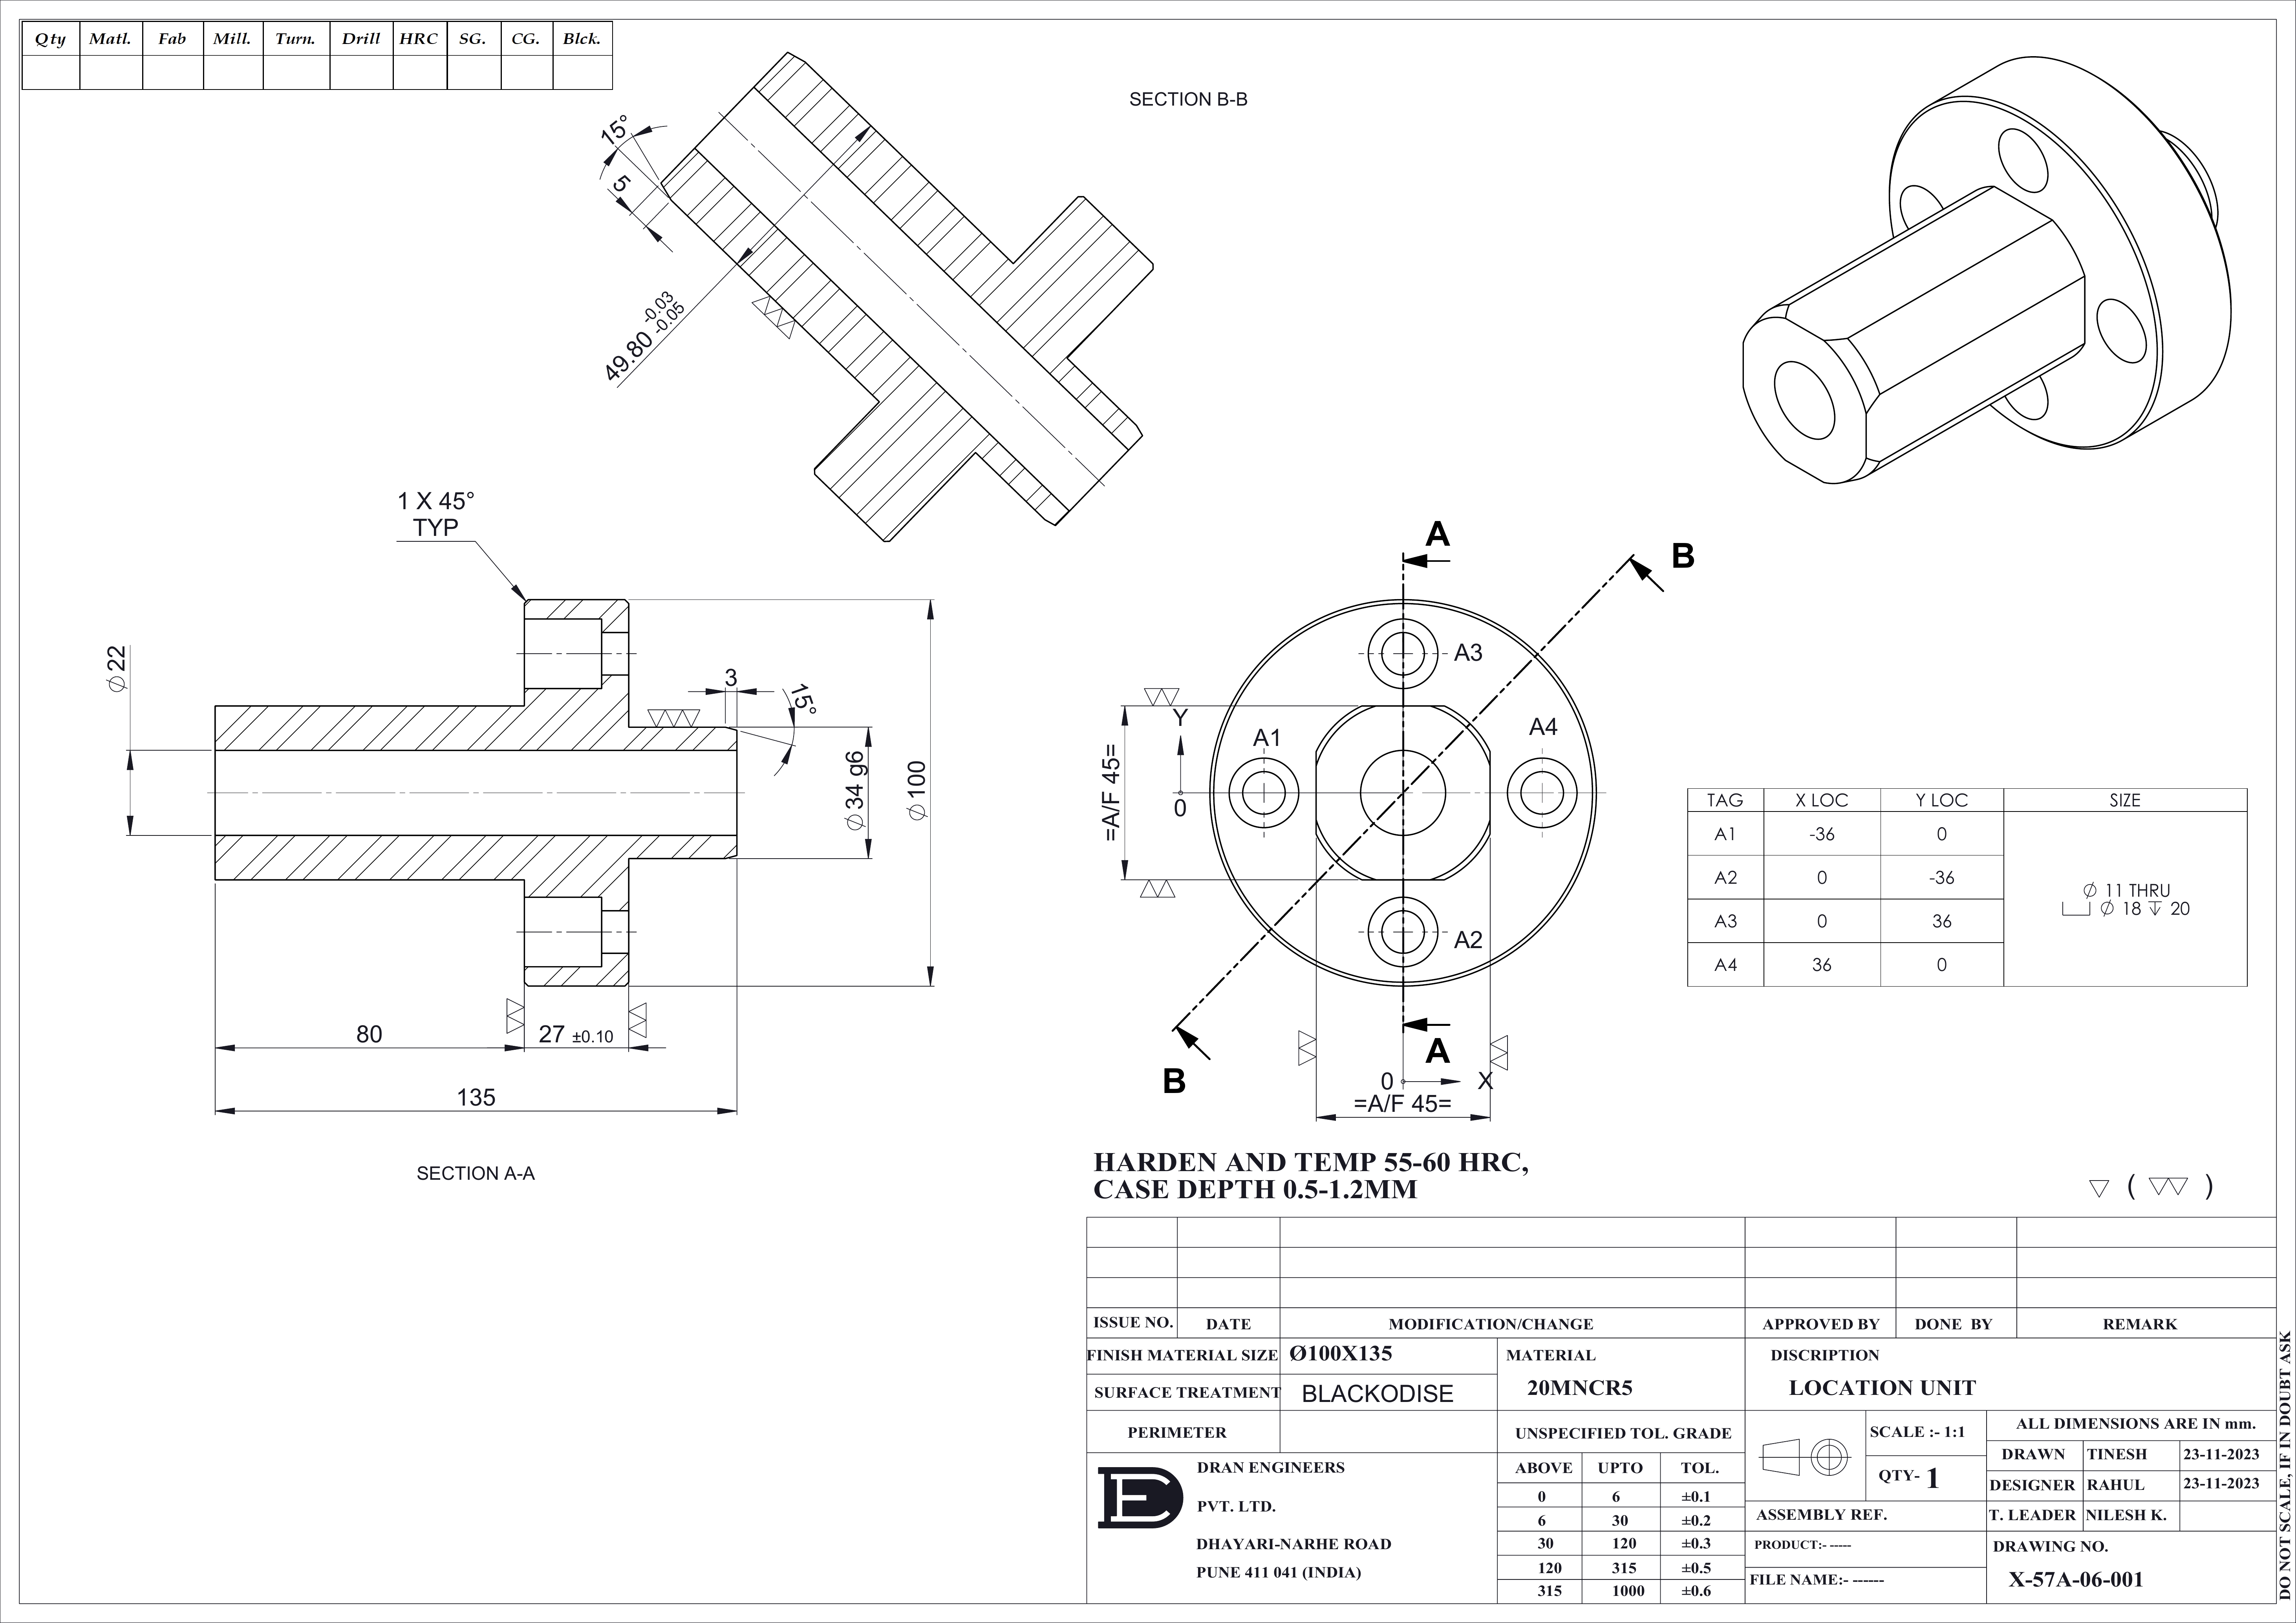 Qty Matl. Fab Mill. Turn. Drill HRC SG. CG. Blck.
SECTION B-B
15°
5
49.80 -0.03 -0.05
1 X 45°
TYP
⌀22
3
15°
⌀34 g6
⌀100
80
27 ±0.10
135
SECTION A-A
A
B
A3
Y
A1
A4
=A/F 45=
0
A2
A
B
0
X
=A/F 45=
TAG X LOC Y LOC SIZE
A1 -36 0
A2 0 -36
A3 0 36
A4 36 0
⌀ 11 THRU
⌴ ⌀ 18 ↧ 20
HARDEN AND TEMP 55-60 HRC,
CASE DEPTH 0.5-1.2MM
( )
ISSUE NO. DATE MODIFICATION/CHANGE APPROVED BY DONE BY REMARK
FINISH MATERIAL SIZE Ø100X135
SURFACE TREATMENT BLACKODISE
PERIMETER
MATERIAL
20MNCR5
DISCRIPTION
LOCATION UNIT
DRAN ENGINEERS
PVT. LTD.
DHAYARI-NARHE ROAD
PUNE 411 041 (INDIA)
UNSPECIFIED TOL. GRADE
ABOVE UPTO TOL.
0 6 ±0.1
6 30 ±0.2
30 120 ±0.3
120 315 ±0.5
315 1000 ±0.6
SCALE :- 1:1
QTY- 1
ASSEMBLY REF.
PRODUCT:- -----
FILE NAME:- ------
ALL DIMENSIONS ARE IN mm.
DRAWN TINESH 23-11-2023
DESIGNER RAHUL 23-11-2023
T. LEADER NILESH K.
DRAWING NO.
X-57A-06-001
DO NOT SCALE, IF IN DOUBT ASK